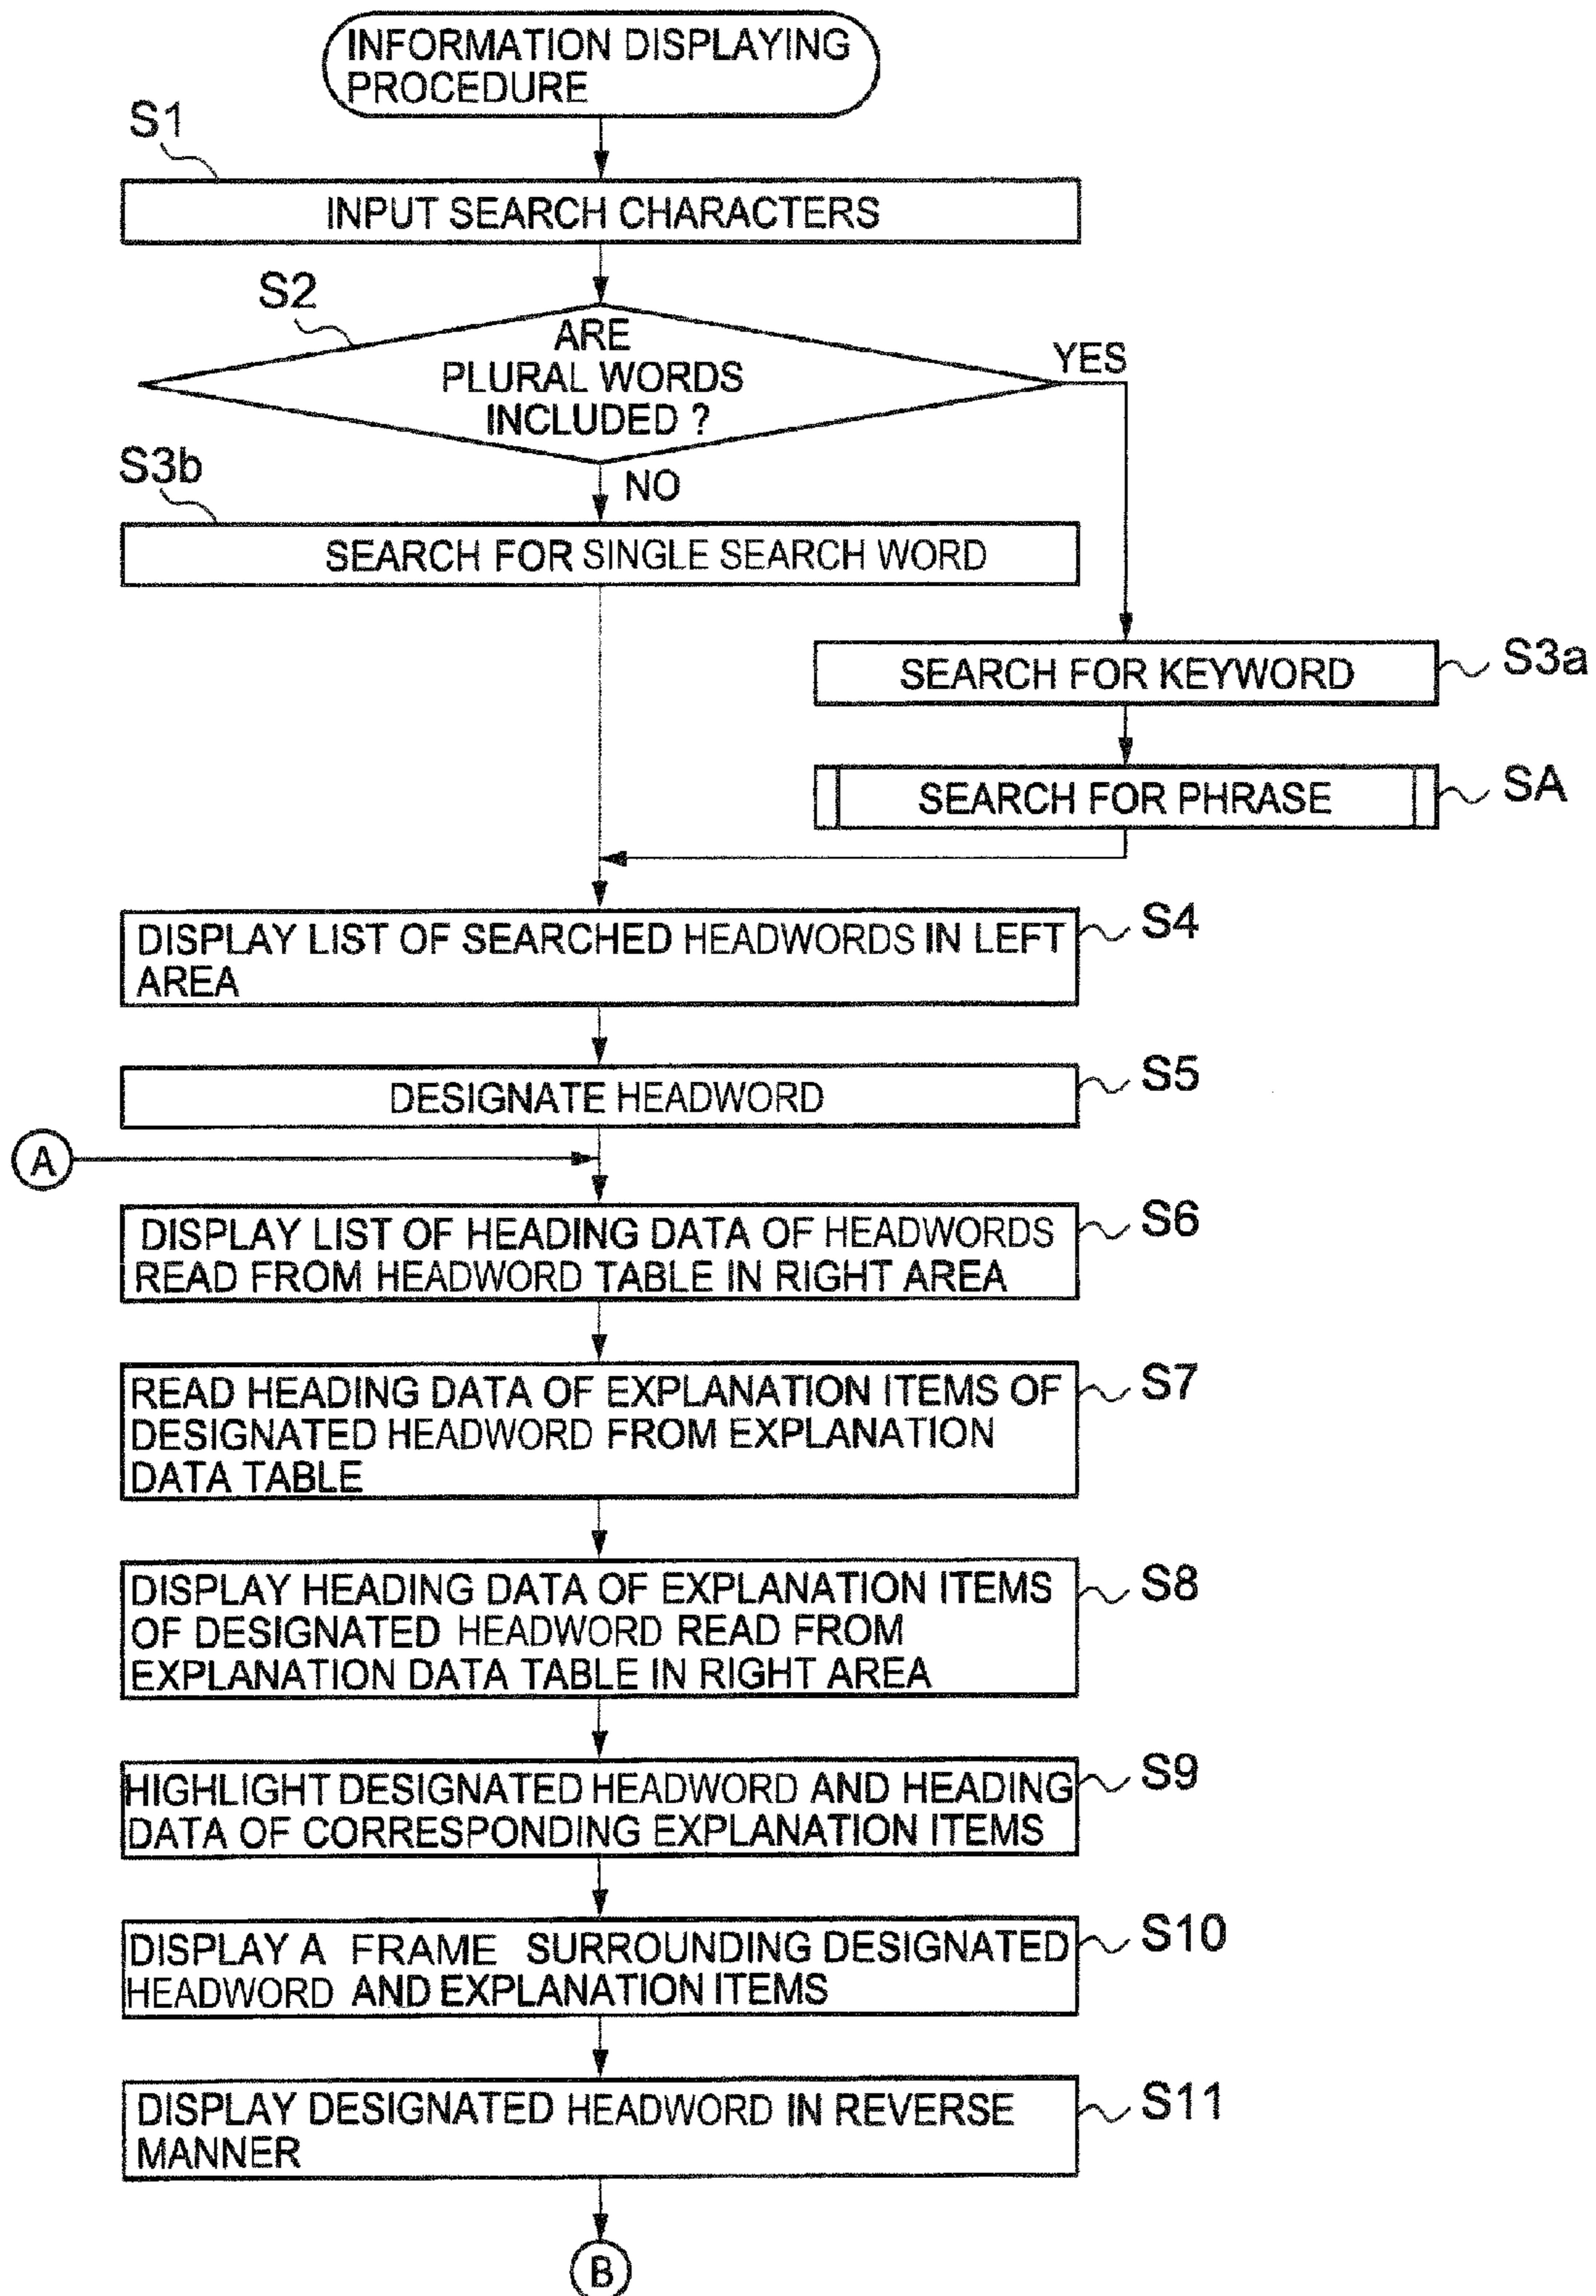 INFORMATION DISPLAYING
PROCEDURE
S1
INPUT SEARCH CHARACTERS
S2
ARE
PLURAL WORDS
INCLUDED ?
YES
NO
S3b
SEARCH FOR SINGLE SEARCH WORD
SEARCH FOR KEYWORD
S3a
SEARCH FOR PHRASE
SA
DISPLAY LIST OF SEARCHED HEADWORDS IN LEFT
AREA
S4
DESIGNATE HEADWORD
S5
A
DISPLAY LIST OF HEADING DATA OF HEADWORDS
READ FROM HEADWORD TABLE IN RIGHT AREA
S6
READ HEADING DATA OF EXPLANATION ITEMS OF
DESIGNATED HEADWORD FROM EXPLANATION
DATA TABLE
S7
DISPLAY HEADING DATA OF EXPLANATION ITEMS
OF DESIGNATED HEADWORD READ FROM
EXPLANATION DATA TABLE IN RIGHT AREA
S8
HIGHLIGHT DESIGNATED HEADWORD AND HEADING
DATA OF CORRESPONDING EXPLANATION ITEMS
S9
DISPLAY A FRAME SURROUNDING DESIGNATED
HEADWORD AND EXPLANATION ITEMS
S10
DISPLAY DESIGNATED HEADWORD IN REVERSE
MANNER
S11
B